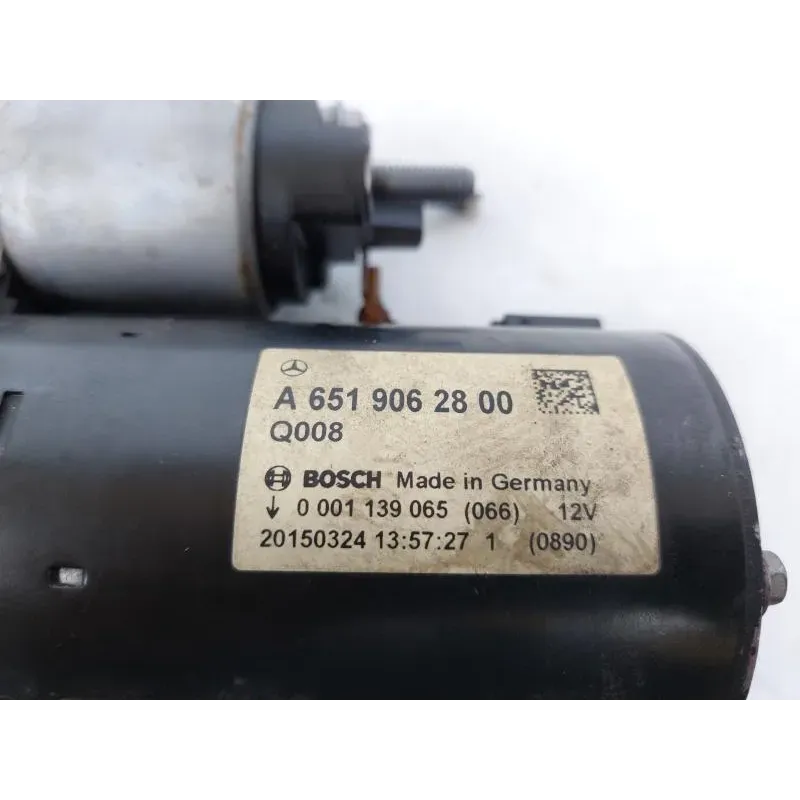 A 651 906 28 00
Q008
BOSCH Made in Germany
↓ 0 001 139 065 (066) 12V
20150324 13:57:27 1 (0890)